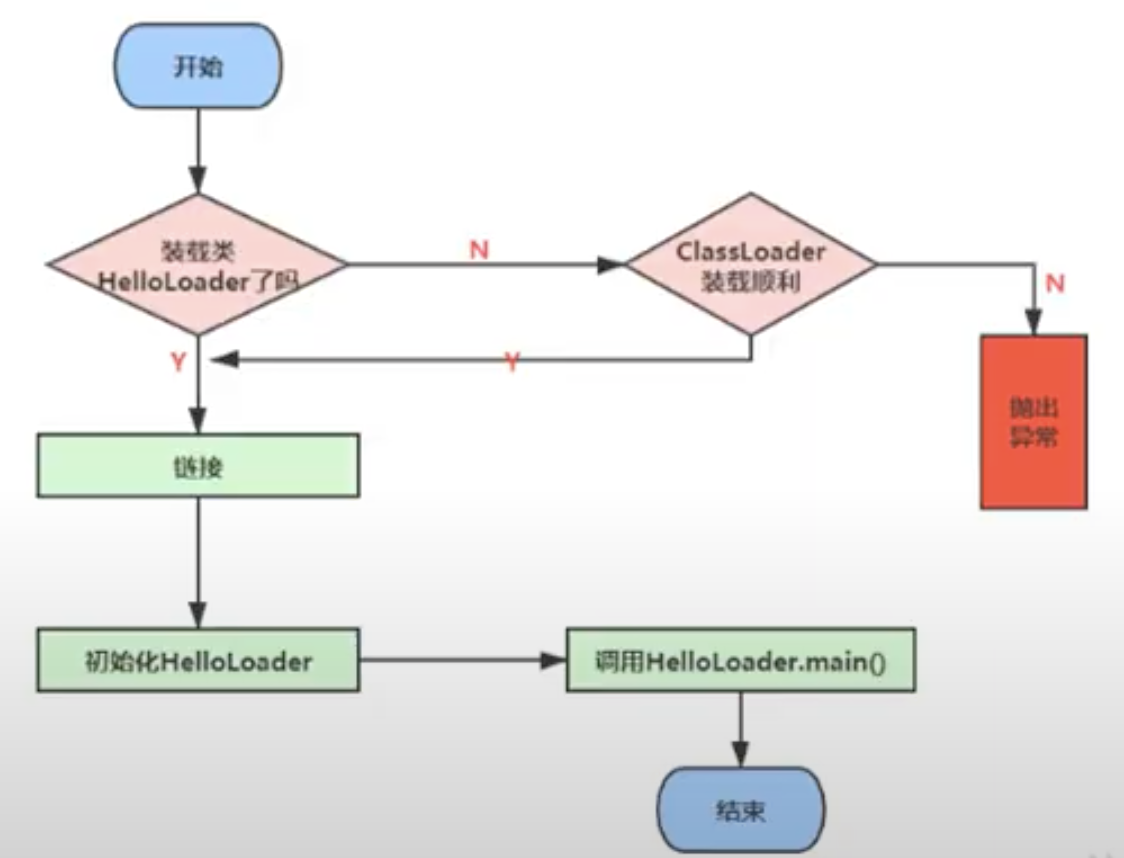 开始
装载类
HelloLoader了吗
N
ClassLoader
装载顺利
N
Y
Y
抛出
异常
链接
初始化HelloLoader
调用HelloLoader.main()
结束